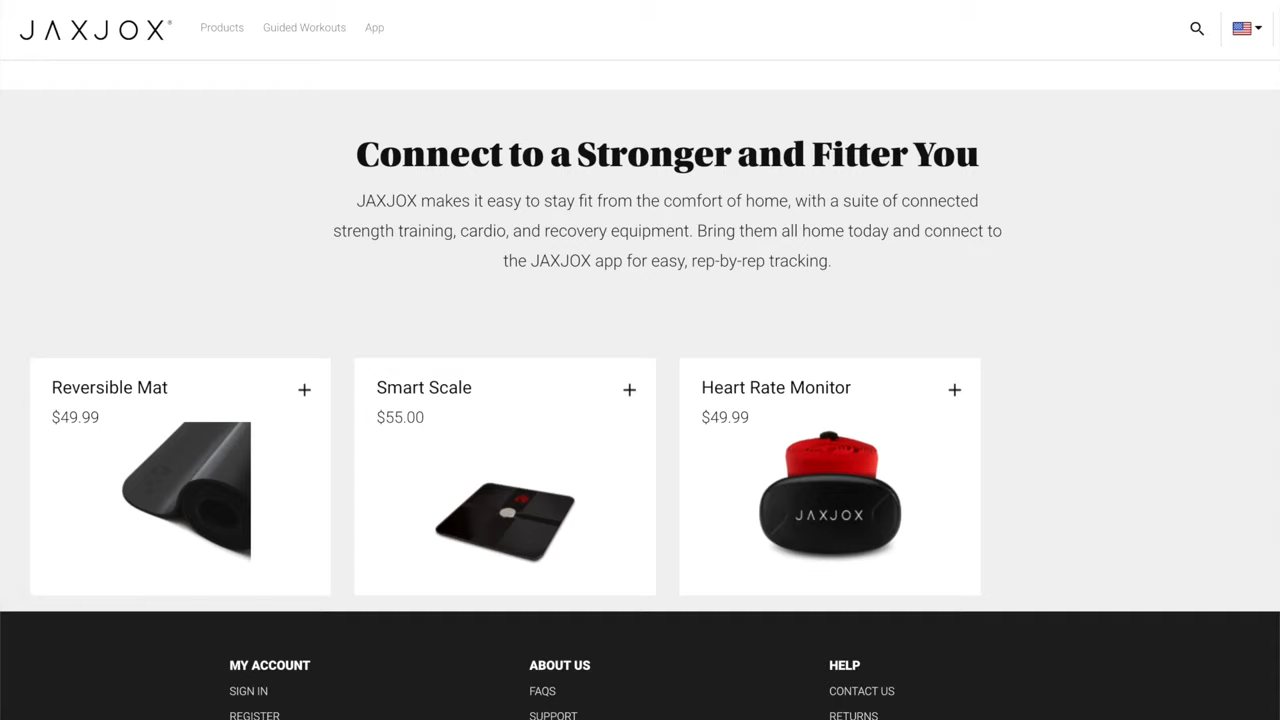 JAXJOX®
Products Guided Workouts App
Connect to a Stronger and Fitter You
JAXJOX makes it easy to stay fit from the comfort of home, with a suite of connected
strength training, cardio, and recovery equipment. Bring them all home today and connect to
the JAXJOX app for easy, rep-by-rep tracking.
Reversible Mat
$49.99
Smart Scale
$55.00
Heart Rate Monitor
$49.99
JAXJOX
MY ACCOUNT
SIGN IN
REGISTER
ABOUT US
FAQS
SUPPORT
HELP
CONTACT US
RETURNS